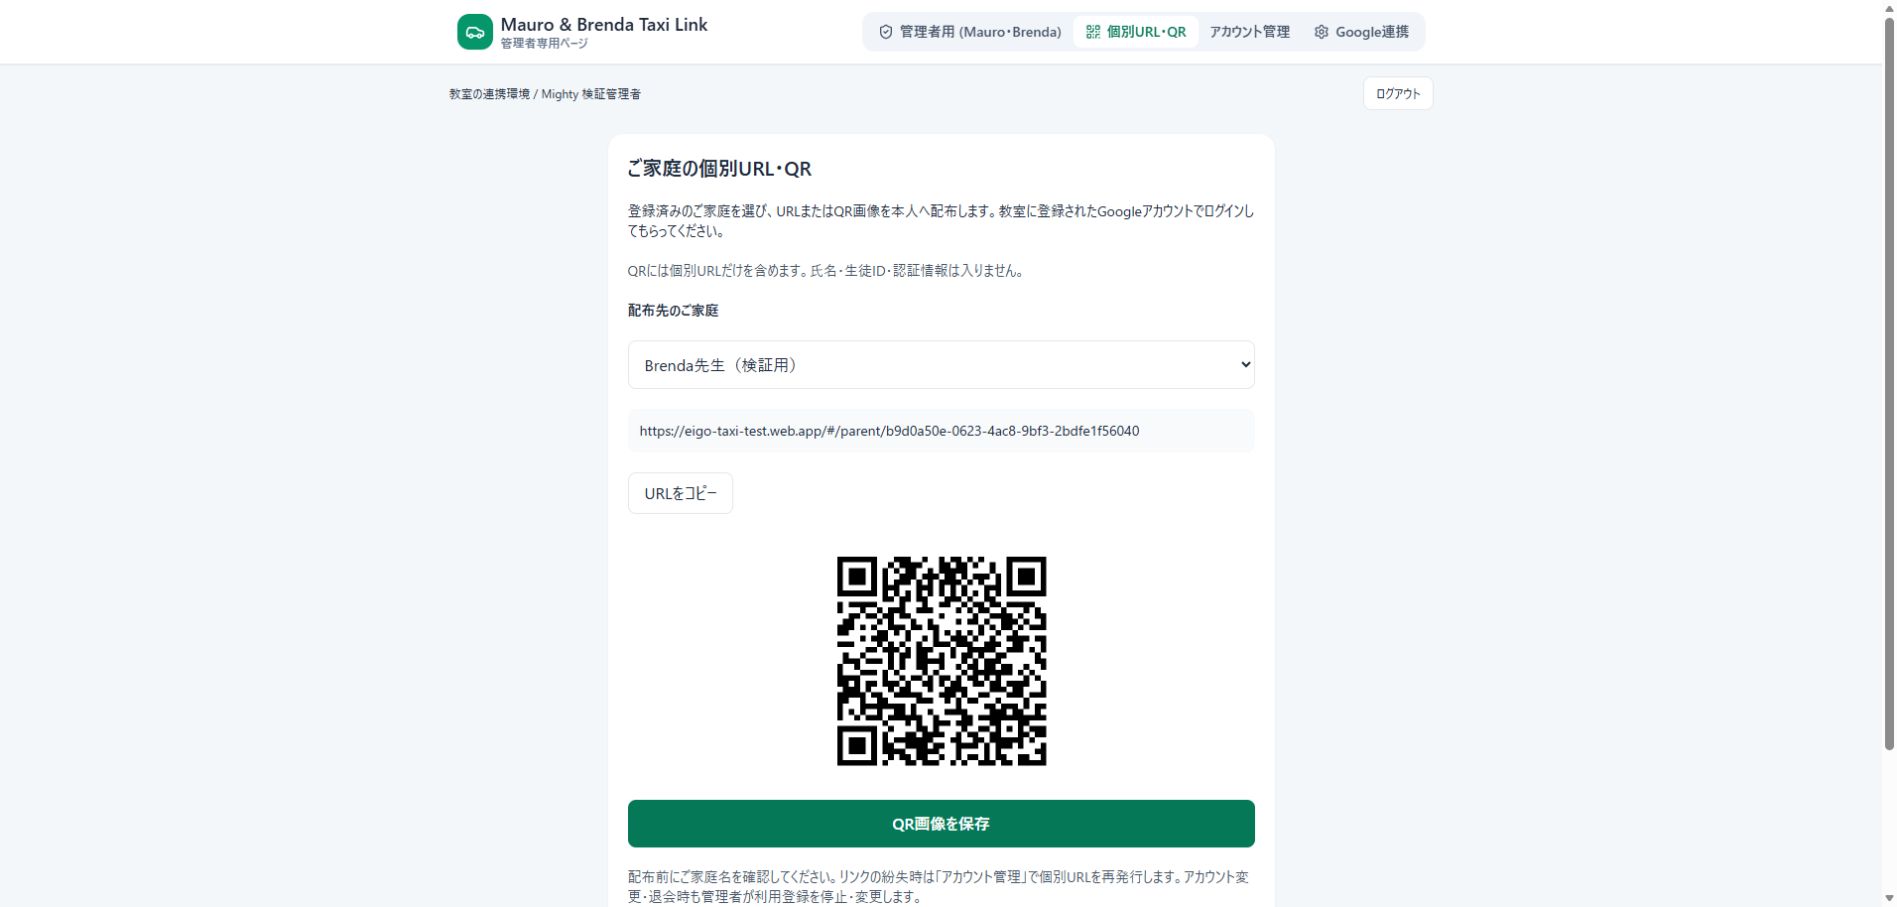 Mauro & Brenda Taxi Link
管理者専用ページ
管理者用 (Mauro・Brenda)
個別URL・QR
アカウント管理
Google連携
教室の連携環境 / Mighty 検証管理者
ログアウト
ご家庭の個別URL・QR
登録済みのご家庭を選び、URLまたはQR画像を本人へ配布します。教室に登録されたGoogleアカウントでログインし
てもらってください。
QRには個別URLだけを含めます。氏名・生徒ID・認証情報は入りません。
配布先のご家庭
Brenda先生（検証用）
https://eigo-taxi-test.web.app/#/parent/b9d0a50e-0623-4ac8-9bf3-2bdfe1f56040
URLをコピー
QR画像を保存
配布前にご家庭名を確認してください。リンクの紛失時は「アカウント管理」で個別URLを再発行します。アカウント変
更・退会時も管理者が利用登録を停止・変更します。